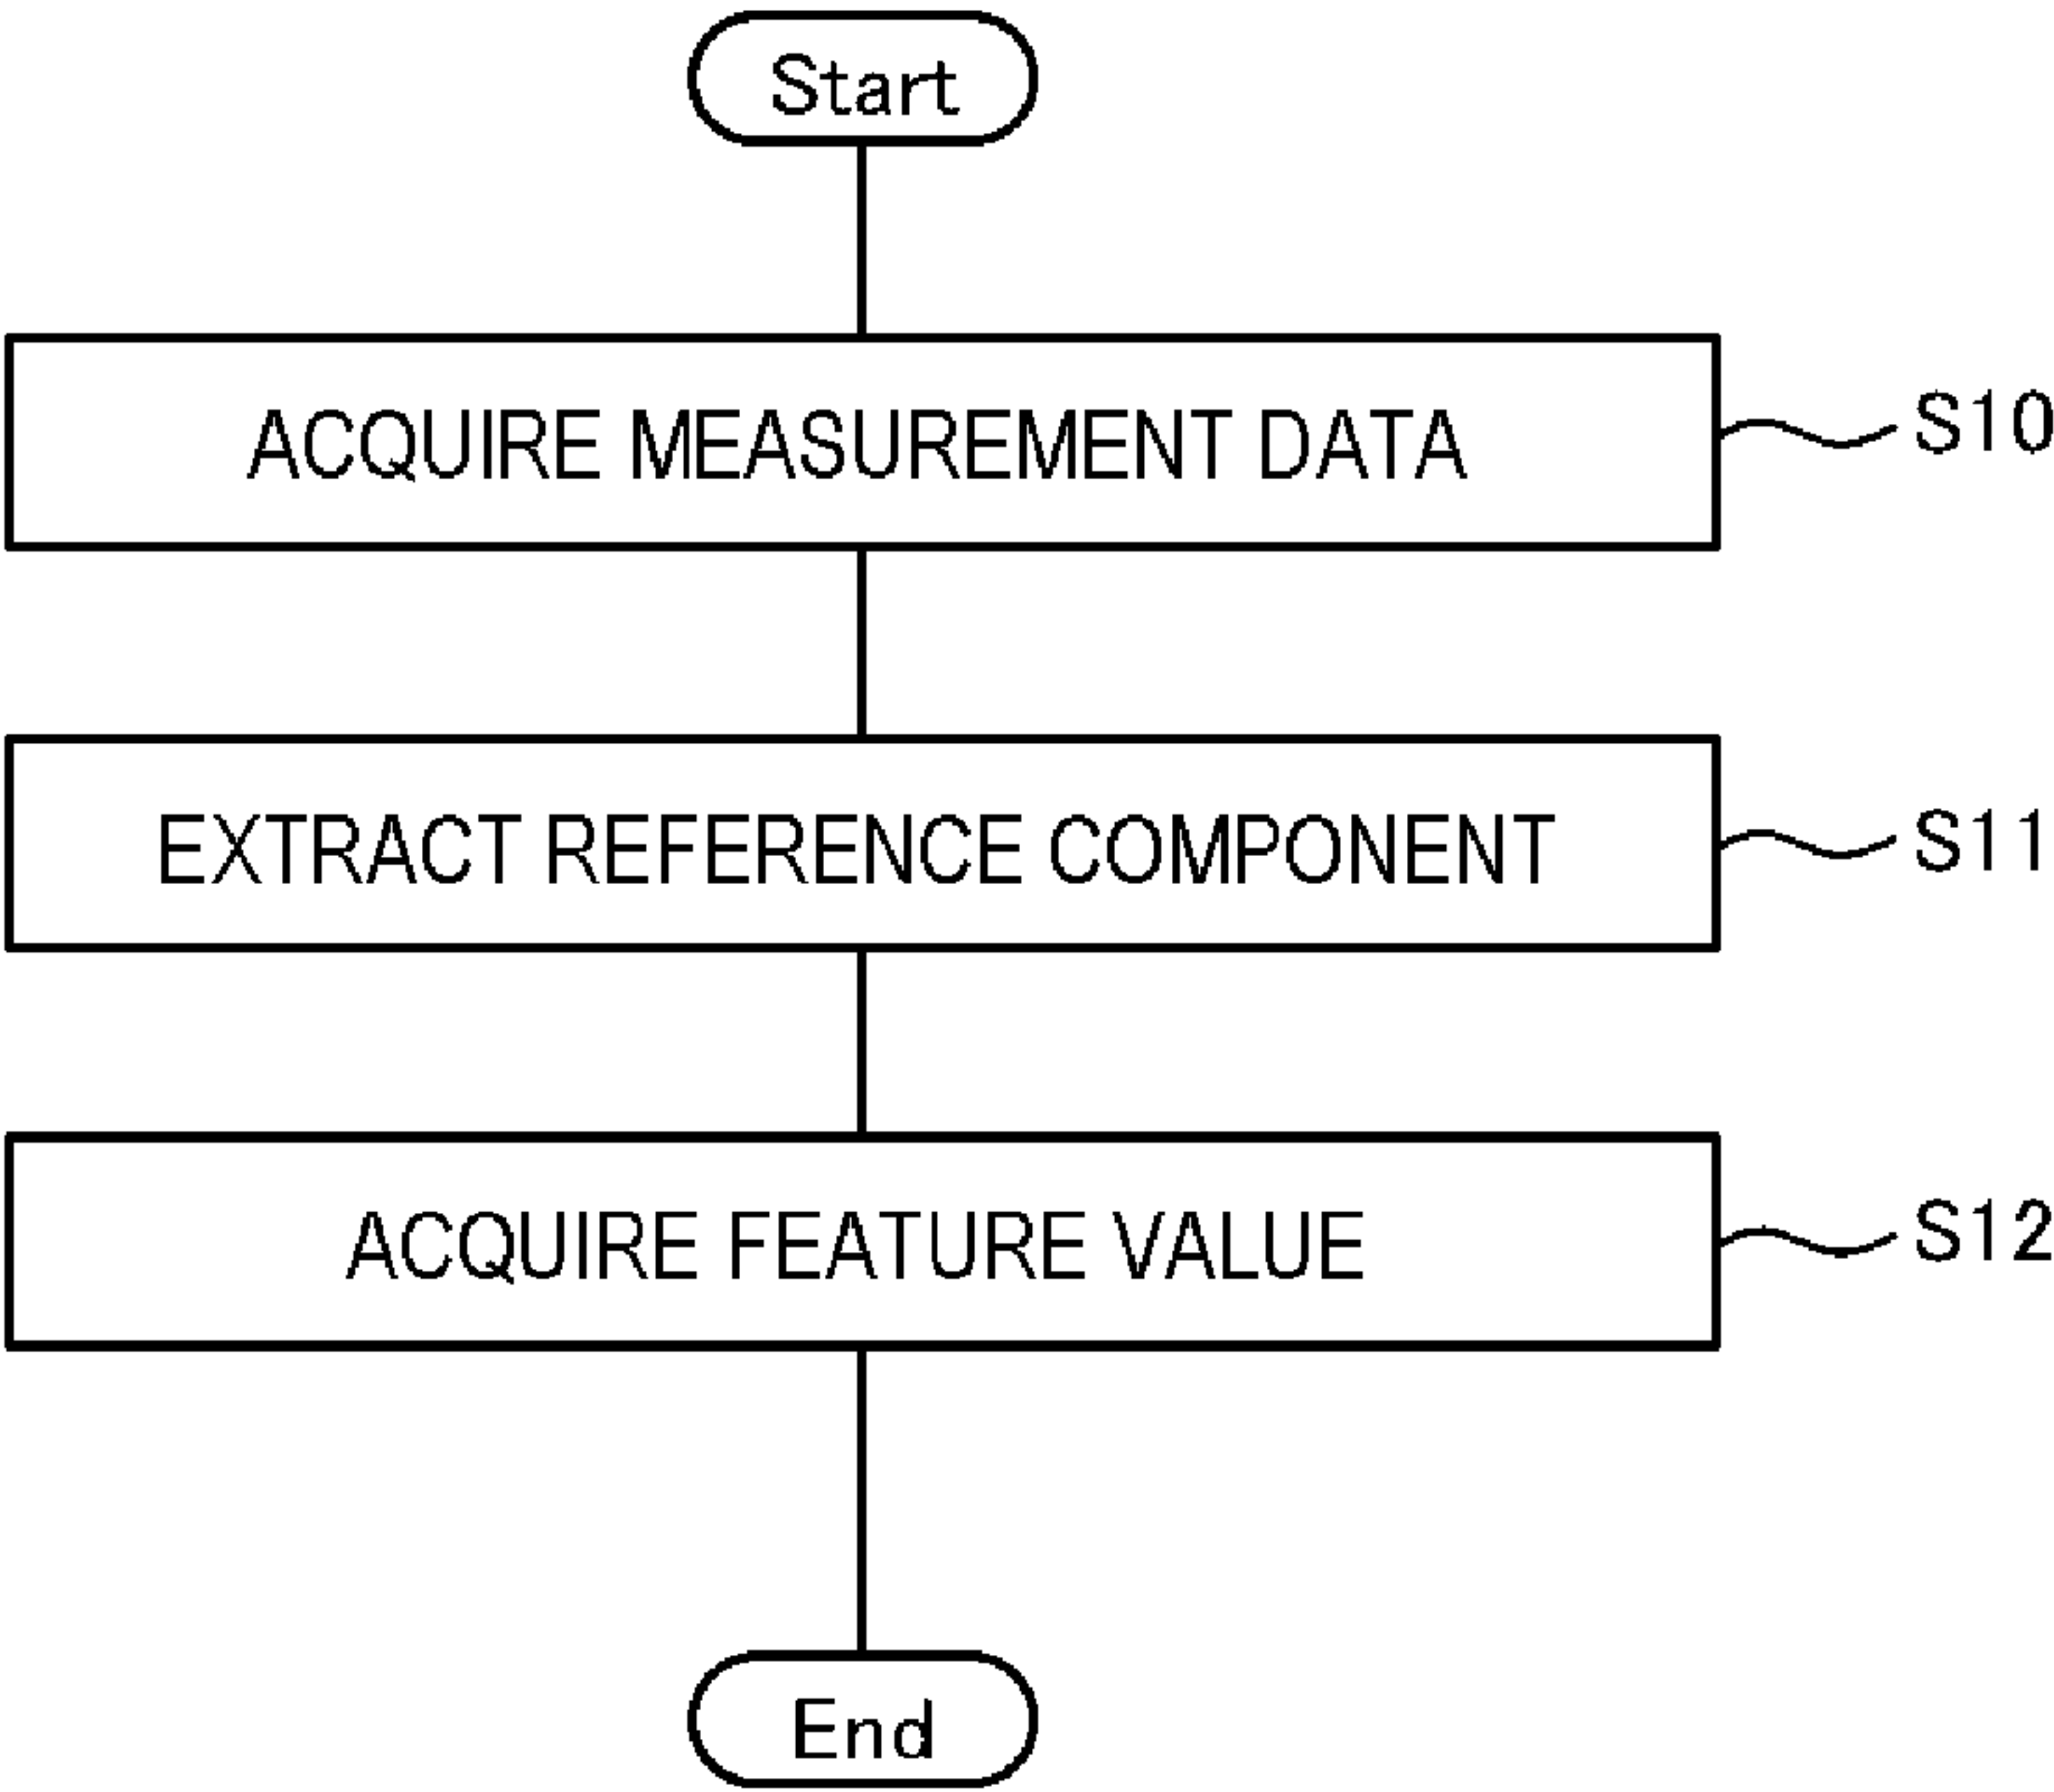 Start
ACQUIRE MEASUREMENT DATA
S10
EXTRACT REFERENCE COMPONENT
S11
ACQUIRE FEATURE VALUE
S12
End